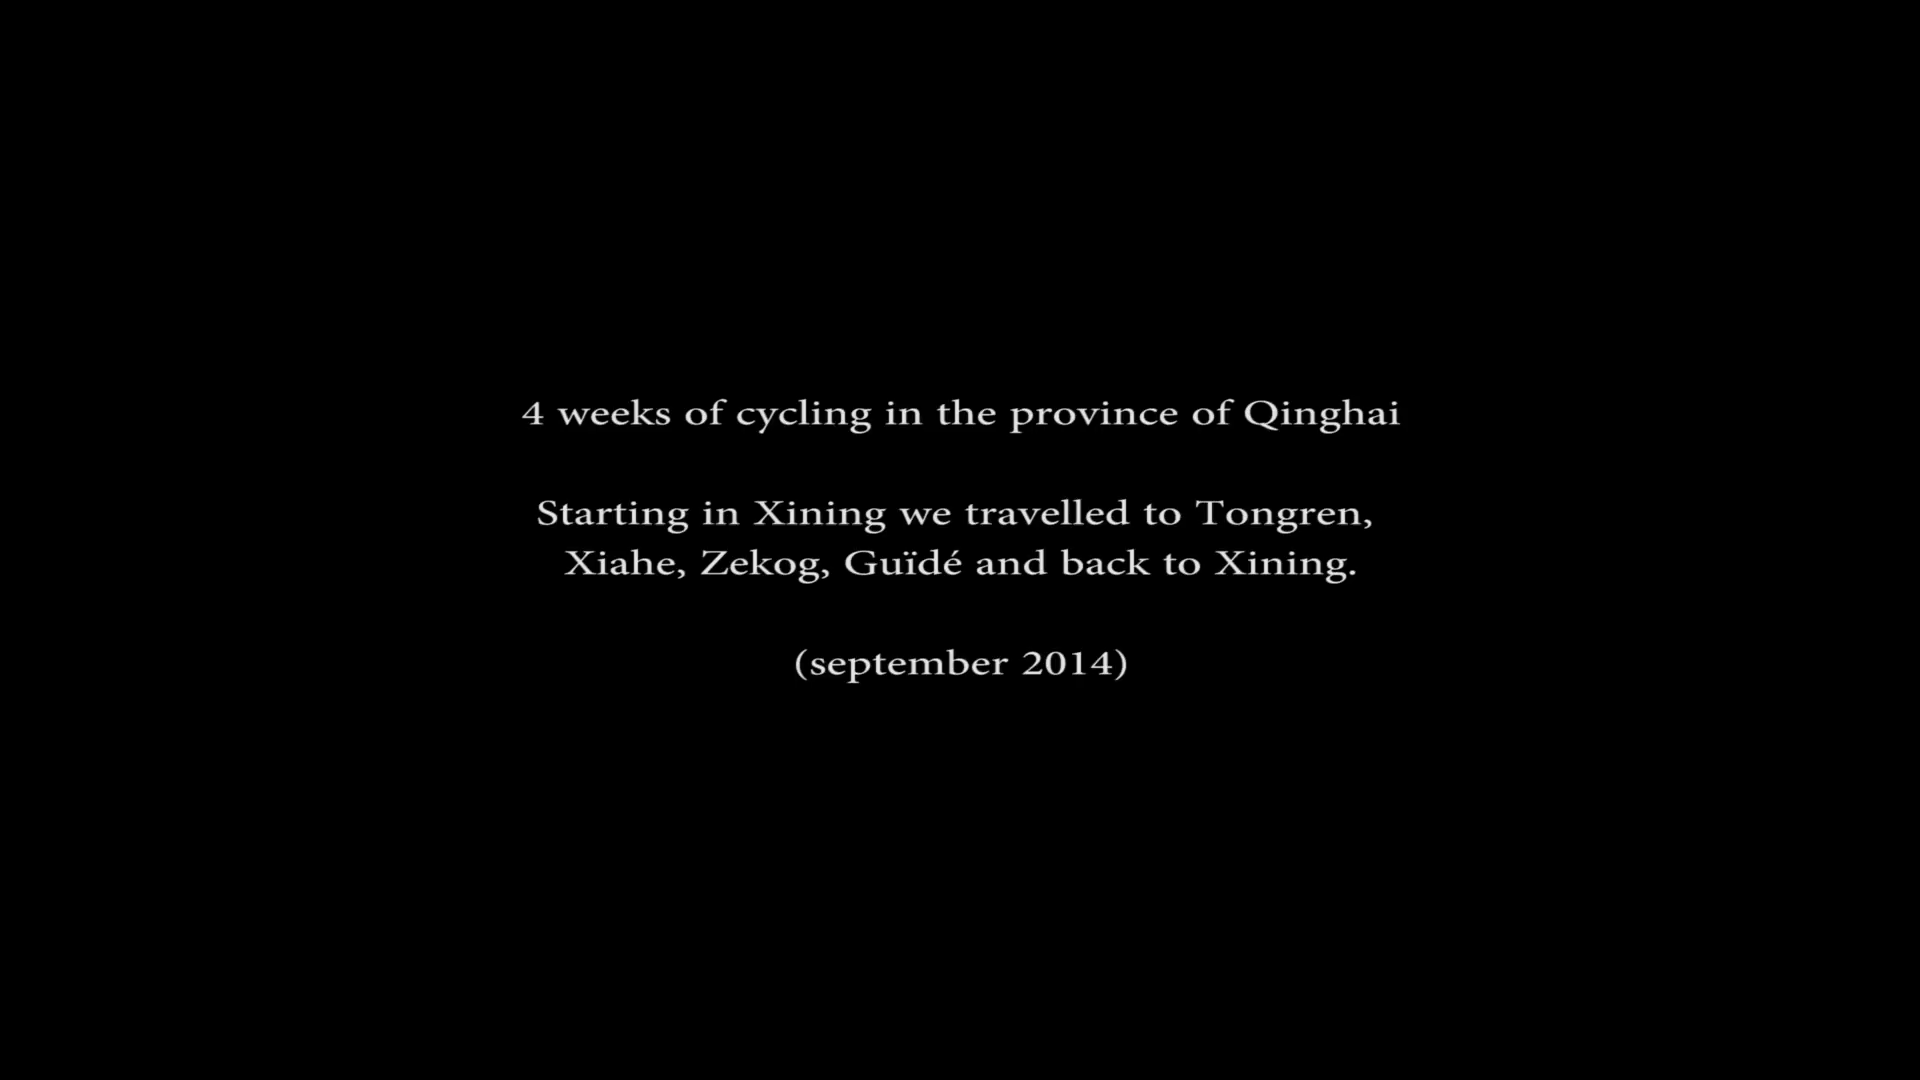 4 weeks of cycling in the province of Qinghai
Starting in Xining we travelled to Tongren,
Xiahe, Zekog, Guïdé and back to Xining.
(september 2014)